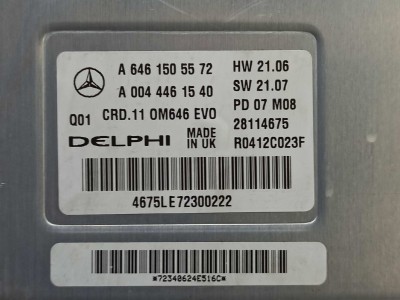 A 646 150 55 72 HW 21.06
A 004 446 15 40 SW 21.07
Q01 CRD.11 OM646 EVO PD 07 M08
DELPHI MADE IN UK 28114675
R0412C023F
4675LE72300222
*72340624E516C*